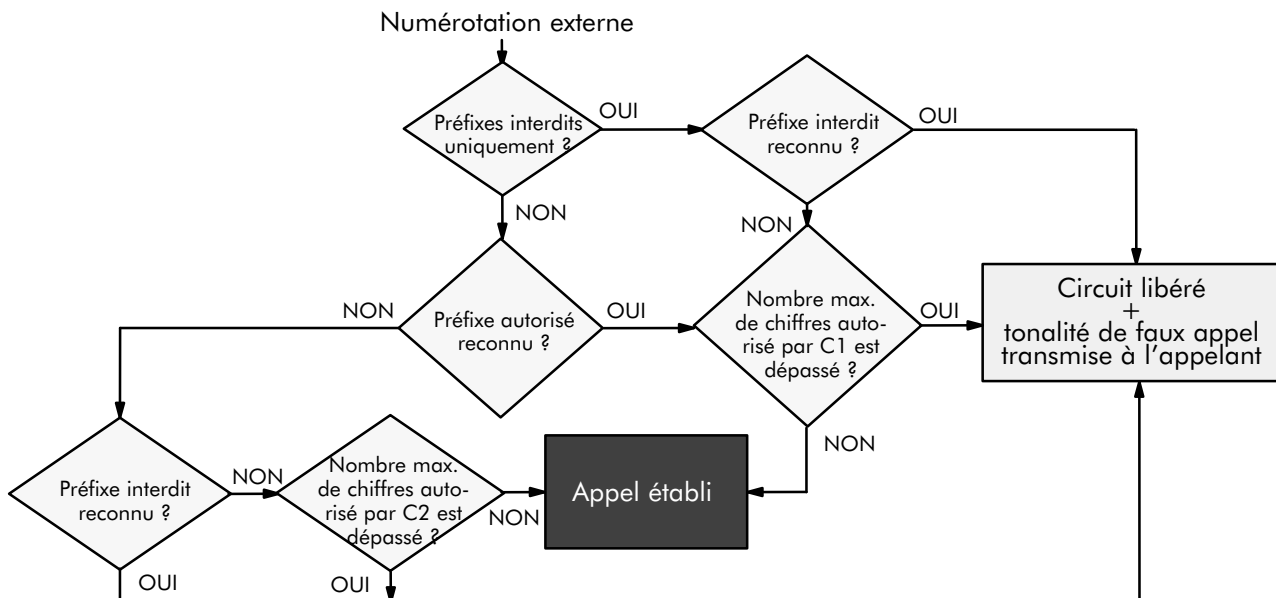 Numérotation externe
OUI
OUI
Préfixes interdits
uniquement ?
Préfixe interdit
reconnu ?
NON
NON
NON
OUI
OUI
Préfixe autorisé
reconnu ?
Nombre max.
de chiffres auto-
risé par C1 est
dépassé ?
Circuit libéré
+
tonalité de faux appel
transmise à l'appelant
NON
NON
NON
Préfixe interdit
reconnu ?
Nombre max.
de chiffres auto-
risé par C2 est
dépassé ?
Appel établi
OUI
OUI